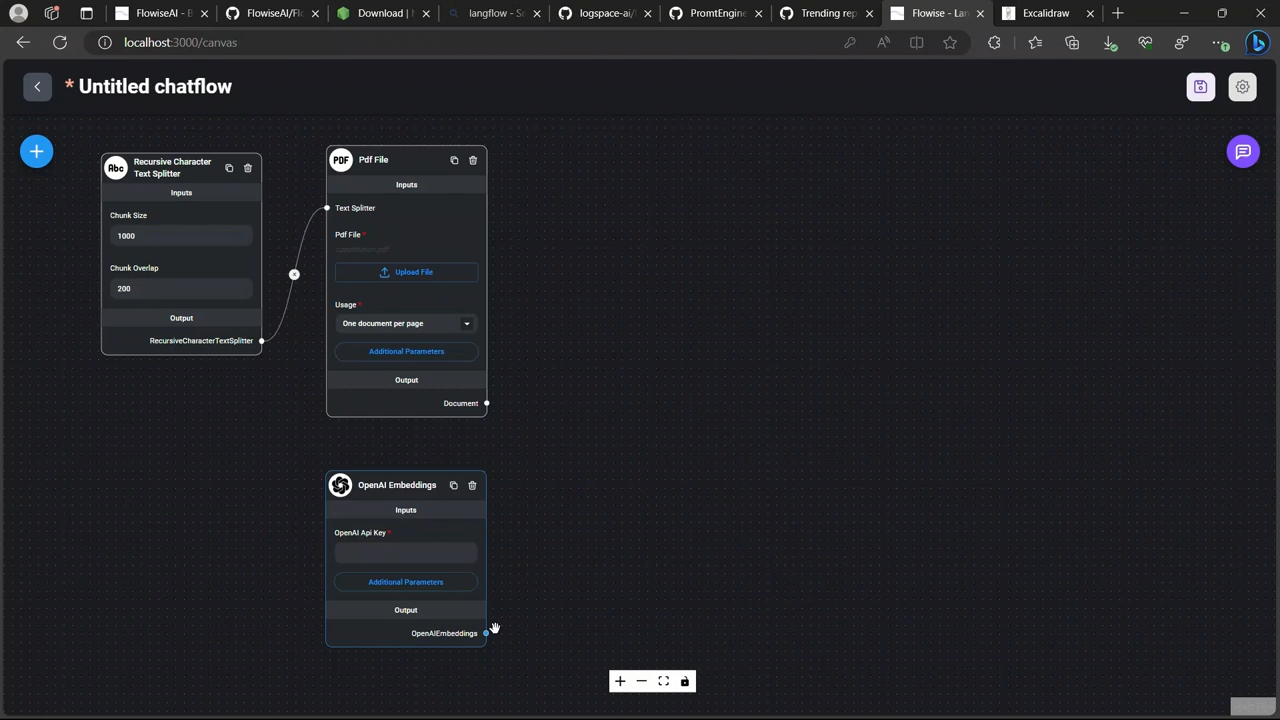 FlowiseAI - B
FlowiseAI/Fl
Download | N
langflow - Se
logspace-ai/
PromtEngine
Trending rep
Flowise - Lan
Excalidraw
localhost:3000/canvas
* Untitled chatflow
Abc
Recursive Character
Text Splitter
Inputs
Chunk Size
1000
Chunk Overlap
200
Output
RecursiveCharacterTextSplitter
PDF
Pdf File
Inputs
Text Splitter
Pdf File *
Upload File
Usage *
One document per page
Additional Parameters
Output
Document
OpenAI Embeddings
Inputs
OpenAI Api Key *
Additional Parameters
Output
OpenAIEmbeddings